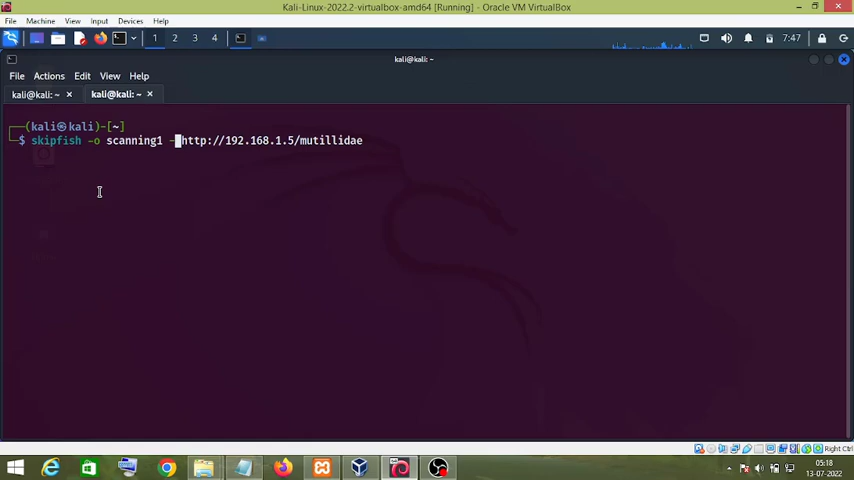 Kali-Linux-2022.2-virtualbox-amd64 [Running] - Oracle VM VirtualBox
File Machine View Input Devices Help
1 2 3 4 7:47
kali@kali: ~
File Actions Edit View Help
kali@kali: ~ × kali@kali: ~ ×
(kali㉿kali)-[~]
$ skipfish -o scanning1 -http://192.168.1.5/mutillidae
Right Ctrl
05:18
13-07-2022